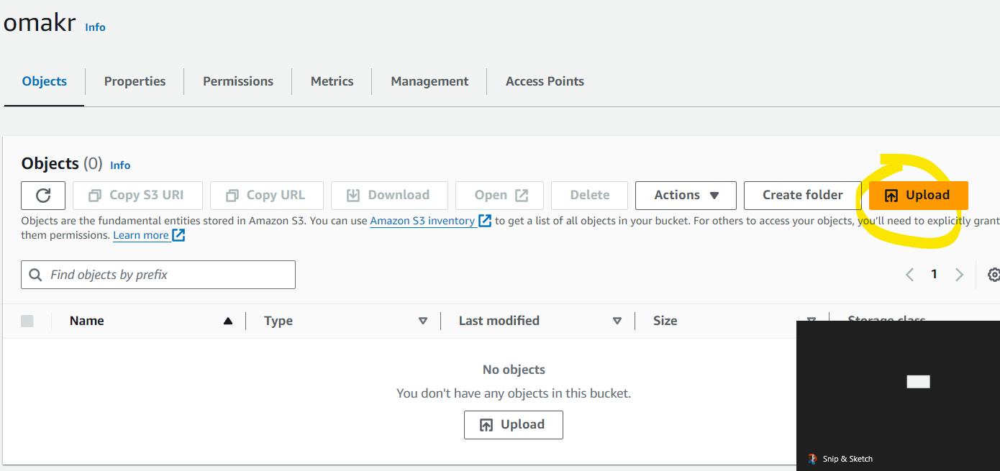 omakr Info
Objects Properties Permissions Metrics Management Access Points
Objects (0) Info
Copy S3 URI Copy URL Download Open Delete Actions Create folder Upload
Objects are the fundamental entities stored in Amazon S3. You can use Amazon S3 inventory to get a list of all objects in your bucket. For others to access your objects, you'll need to explicitly grant
them permissions. Learn more
Find objects by prefix
1
Name Type Last modified Size Storage class
No objects
You don't have any objects in this bucket.
Upload
Snip & Sketch